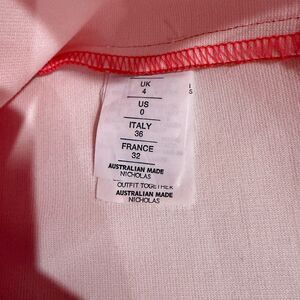 UK
4
US
0
ITALY
36
FRANCE
32
AUSTRALIAN MADE
NICHOLAS
OUTFIT TOGETHER
AUSTRALIAN MADE
NICHOLAS